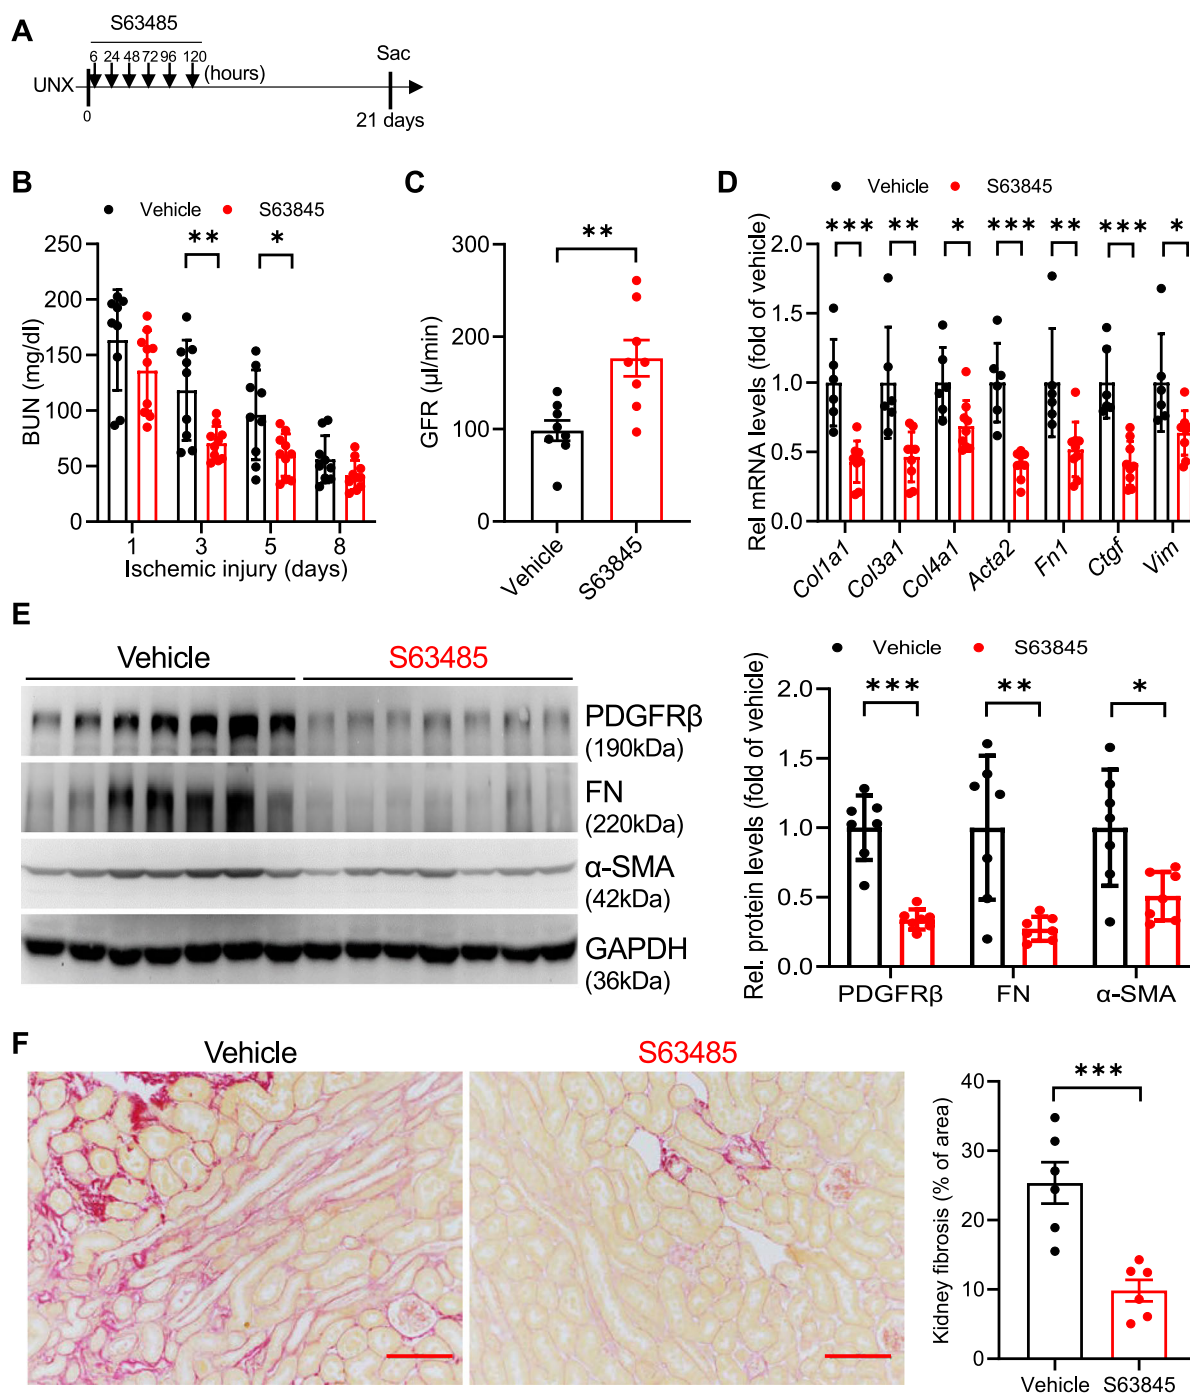 A
S63485
6 24 48 72 96 120
(hours)
Sac
UNX
0
21 days
B
Vehicle S63845
BUN (mg/dl)
250
200
150
100
50
0
** *
1 3 5 8
Ischemic injury (days)
C
GFR (µl/min)
300
200
100
0
**
Vehicle S63845
D
Vehicle S63845
Rel mRNA levels (fold of vehicle)
2.0
1.5
1.0
0.5
0.0
*** ** * *** ** *** *
Col1a1 Col3a1 Col4a1 Acta2 Fn1 Ctgf Vim
E
Vehicle S63485
PDGFRβ
(190kDa)
FN
(220kDa)
α-SMA
(42kDa)
GAPDH
(36kDa)
Vehicle S63845
Rel. protein levels (fold of vehicle)
2.0
1.5
1.0
0.5
0.0
*** ** *
PDGFRβ FN α-SMA
F
Vehicle S63485
Kidney fibrosis (% of area)
40
30
20
10
0
***
Vehicle S63845